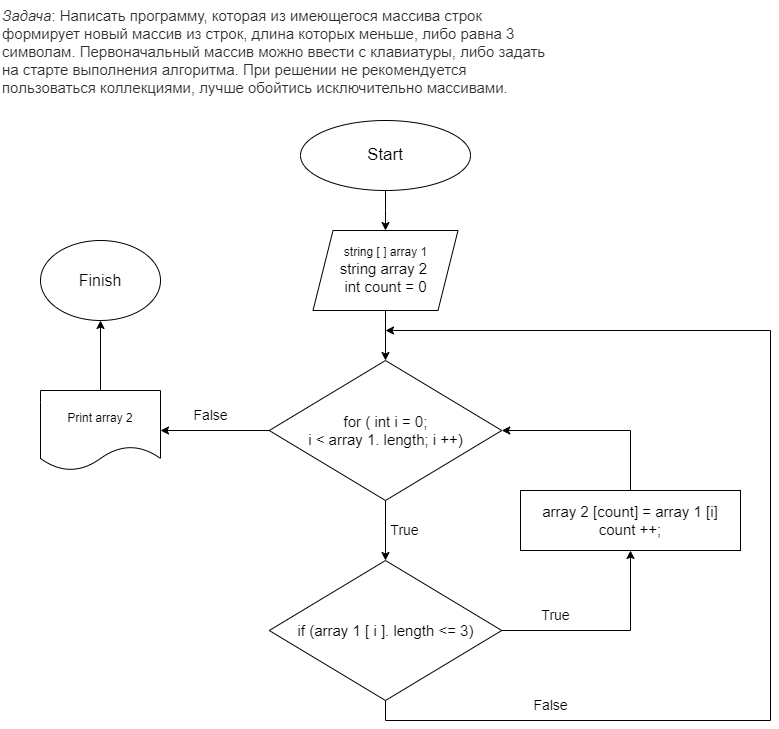 Задача: Написать программу, которая из имеющегося массива строк
формирует новый массив из строк, длина которых меньше, либо равна 3
символам. Первоначальный массив можно ввести с клавиатуры, либо задать
на старте выполнения алгоритма. При решении не рекомендуется
пользоваться коллекциями, лучше обойтись исключительно массивами.
Start
string [ ] array 1
string array 2
int count = 0
Finish
Print array 2
False
for ( int i = 0;
i < array 1. length; i ++)
True
array 2 [count] = array 1 [i]
count ++;
if (array 1 [ i ]. length <= 3)
True
False